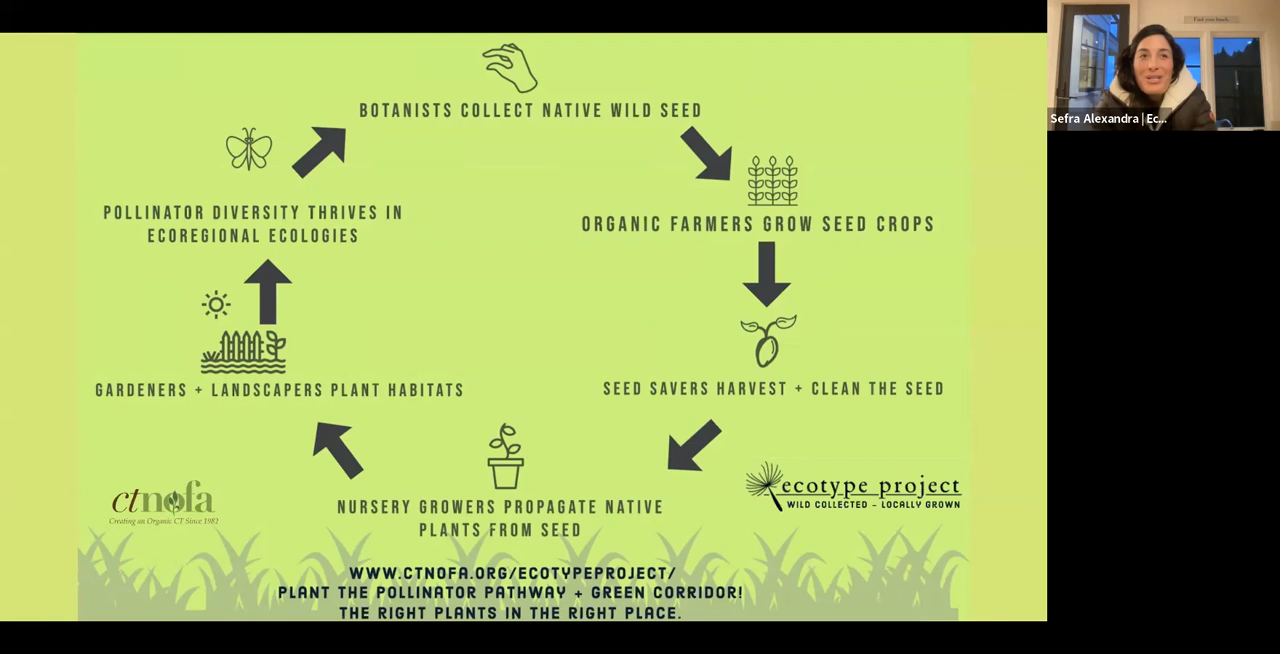 BOTANISTS COLLECT NATIVE WILD SEED
ORGANIC FARMERS GROW SEED CROPS
SEED SAVERS HARVEST + CLEAN THE SEED
NURSERY GROWERS PROPAGATE NATIVE
PLANTS FROM SEED
GARDENERS + LANDSCAPERS PLANT HABITATS
POLLINATOR DIVERSITY THRIVES IN
ECOREGIONAL ECOLOGIES
ctnofa
Creating an Organic CT Since 1982
ecotype project
WILD COLLECTED - LOCALLY GROWN
WWW.CTNOFA.ORG/ECOTYPEPROJECT/
PLANT THE POLLINATOR PATHWAY + GREEN CORRIDOR!
THE RIGHT PLANTS IN THE RIGHT PLACE.
Sefra Alexandra | Ec...